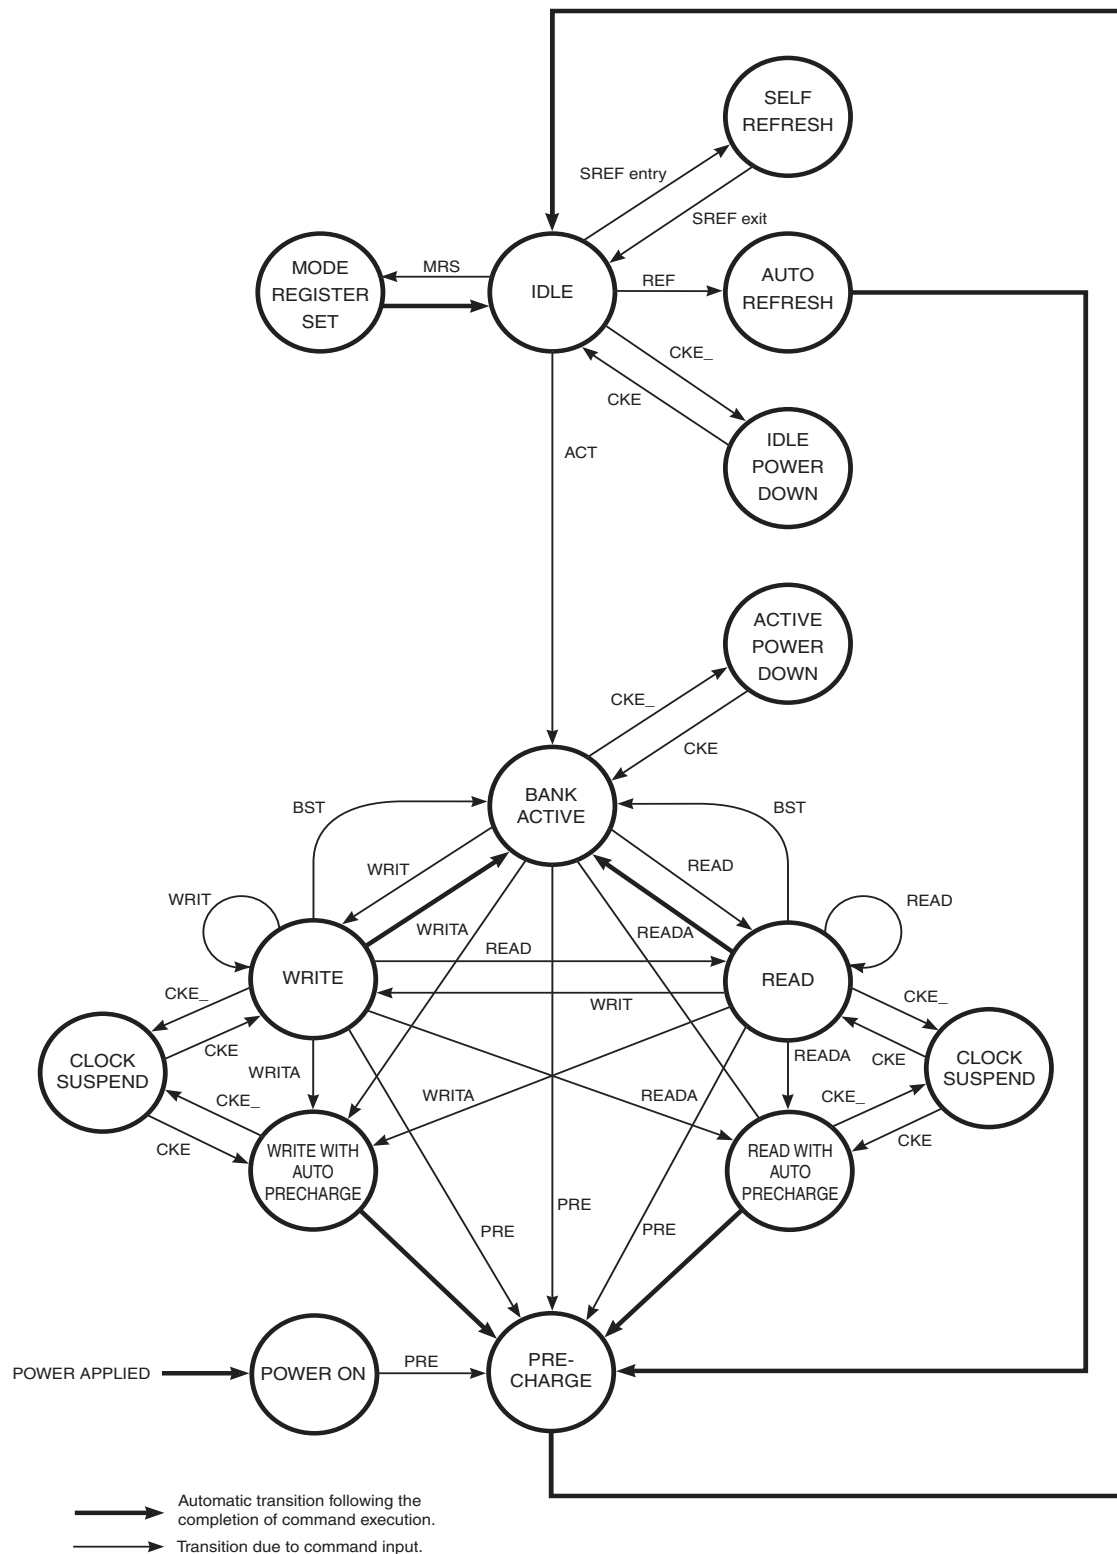 SELF
REFRESH
SREF entry
SREF exit
MODE
REGISTER
SET
MRS
IDLE
REF
AUTO
REFRESH
CKE_
CKE
IDLE
POWER
DOWN
ACT
ACTIVE
POWER
DOWN
CKE_
CKE
BANK
ACTIVE
BST
BST
WRIT
READ
WRIT
READ
WRITA
READA
READ
WRITE
READ
WRIT
CKE_
CKE_
CKE
CKE
CLOCK
SUSPEND
CLOCK
SUSPEND
WRITA
READA
CKE_
WRITA
READA
CKE_
CKE
CKE
WRITE WITH
AUTO
PRECHARGE
READ WITH
AUTO
PRECHARGE
PRE
PRE
PRE
POWER APPLIED
POWER ON
PRE
PRE-
CHARGE
Automatic transition following the
completion of command execution.
Transition due to command input.